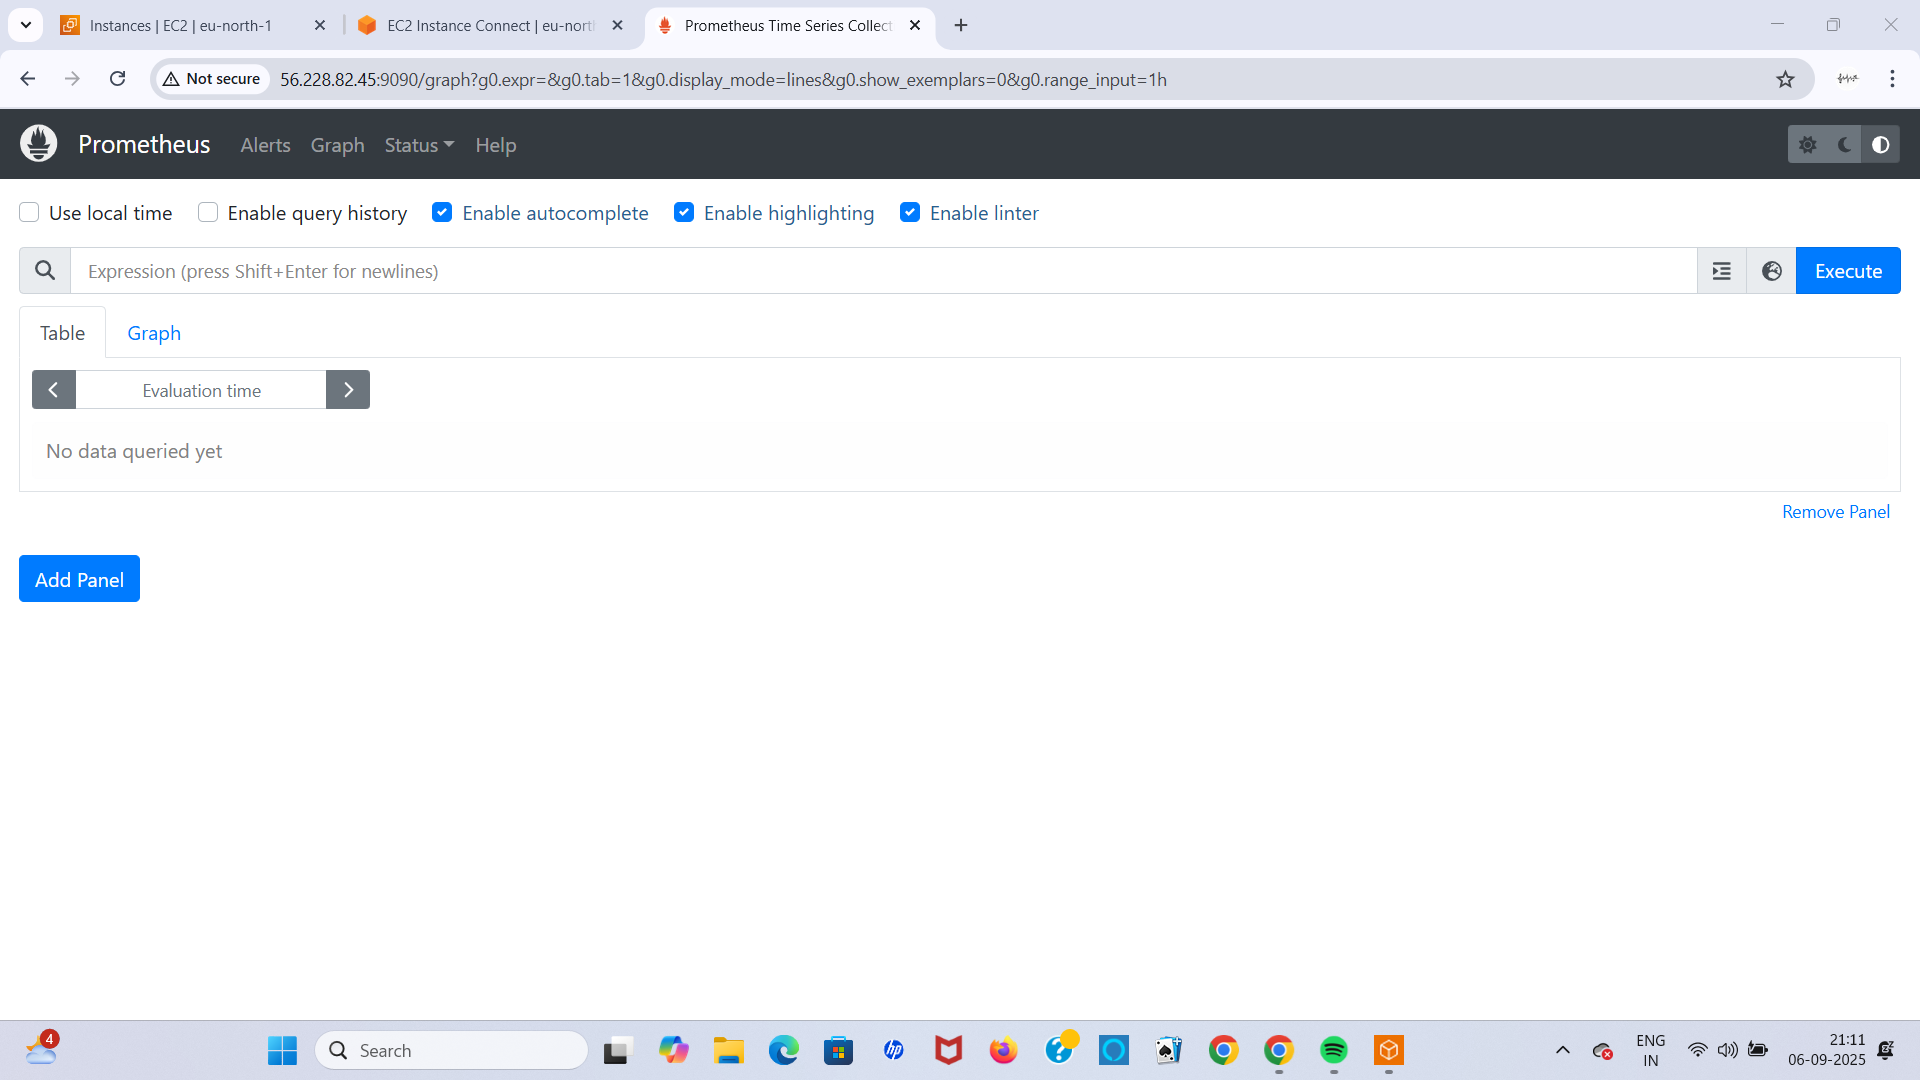 Instances | EC2 | eu-north-1
EC2 Instance Connect | eu-nort
Prometheus Time Series Collect
Not secure
56.228.82.45:9090/graph?g0.expr=&g0.tab=1&g0.display_mode=lines&g0.show_exemplars=0&g0.range_input=1h
Prometheus Alerts Graph Status Help
Use local time Enable query history Enable autocomplete Enable highlighting Enable linter
Expression (press Shift+Enter for newlines)
Execute
Table Graph
Evaluation time
No data queried yet
Remove Panel
Add Panel
4
Search
hp
ENG
IN
21:11
06-09-2025